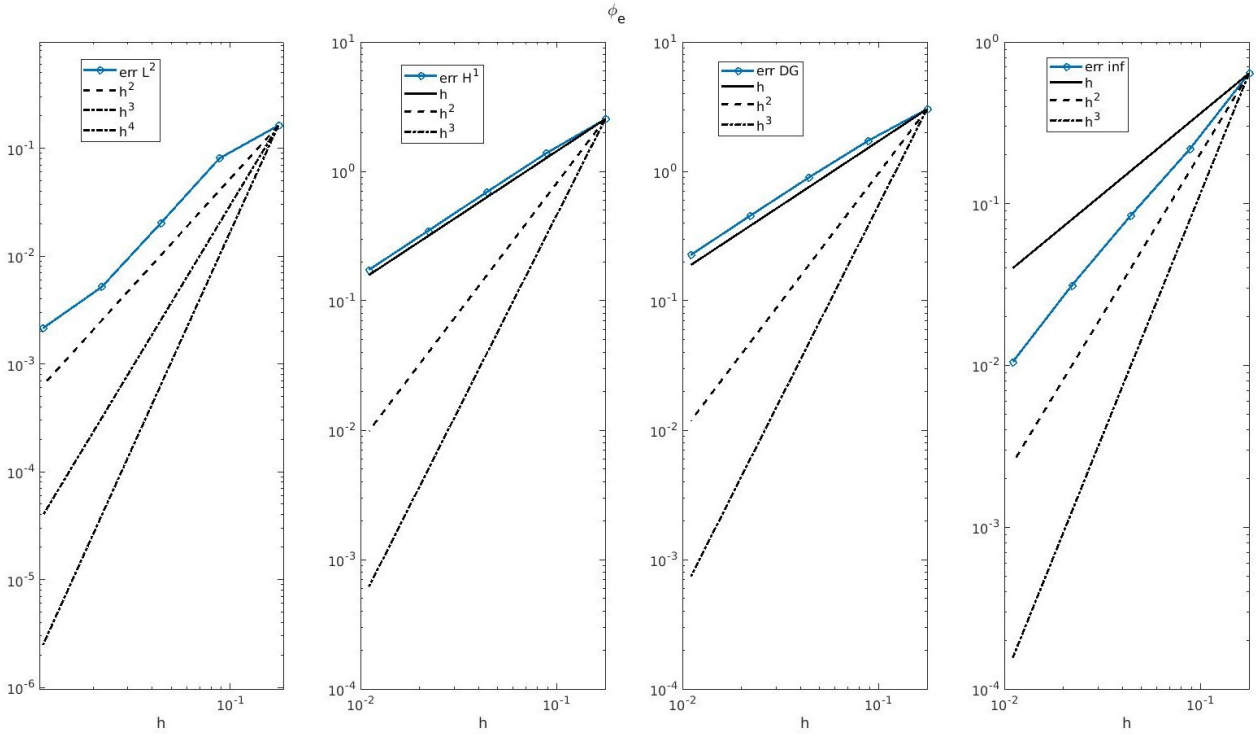 ϕₑ
err L²
h²
h³
h⁴
10⁻¹
10⁻²
10⁻³
10⁻⁴
10⁻⁵
10⁻⁶
10⁻¹
h
err H¹
h
h²
h³
10¹
10⁰
10⁻¹
10⁻²
10⁻³
10⁻⁴
10⁻² 10⁻¹
h
err DG
h
h²
h³
10¹
10⁰
10⁻¹
10⁻²
10⁻³
10⁻⁴
10⁻² 10⁻¹
h
err inf
h
h²
h³
10⁰
10⁻¹
10⁻²
10⁻³
10⁻⁴
10⁻² 10⁻¹
h